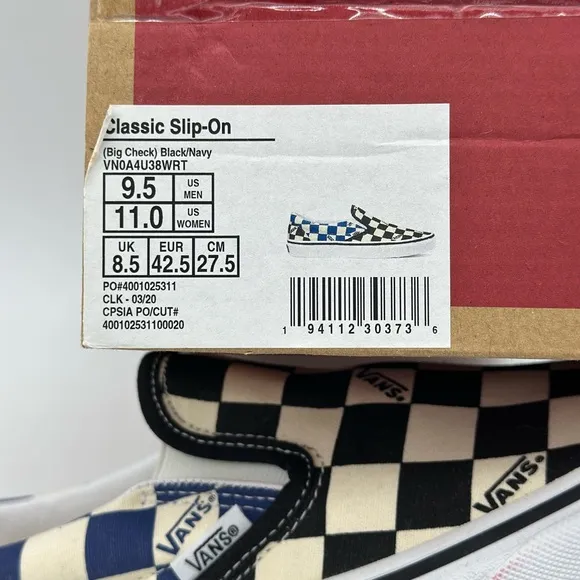 Classic Slip-On
(Big Check) Black/Navy
VN0A4U38WRT
9.5 US MEN
11.0 US WOMEN
UK EUR CM
8.5 42.5 27.5
PO#4001025311
CLK - 03/20
CPSIA PO/CUT#
400102531100020
1 94112 30373 6
VANS
VANS
VANS
VANS